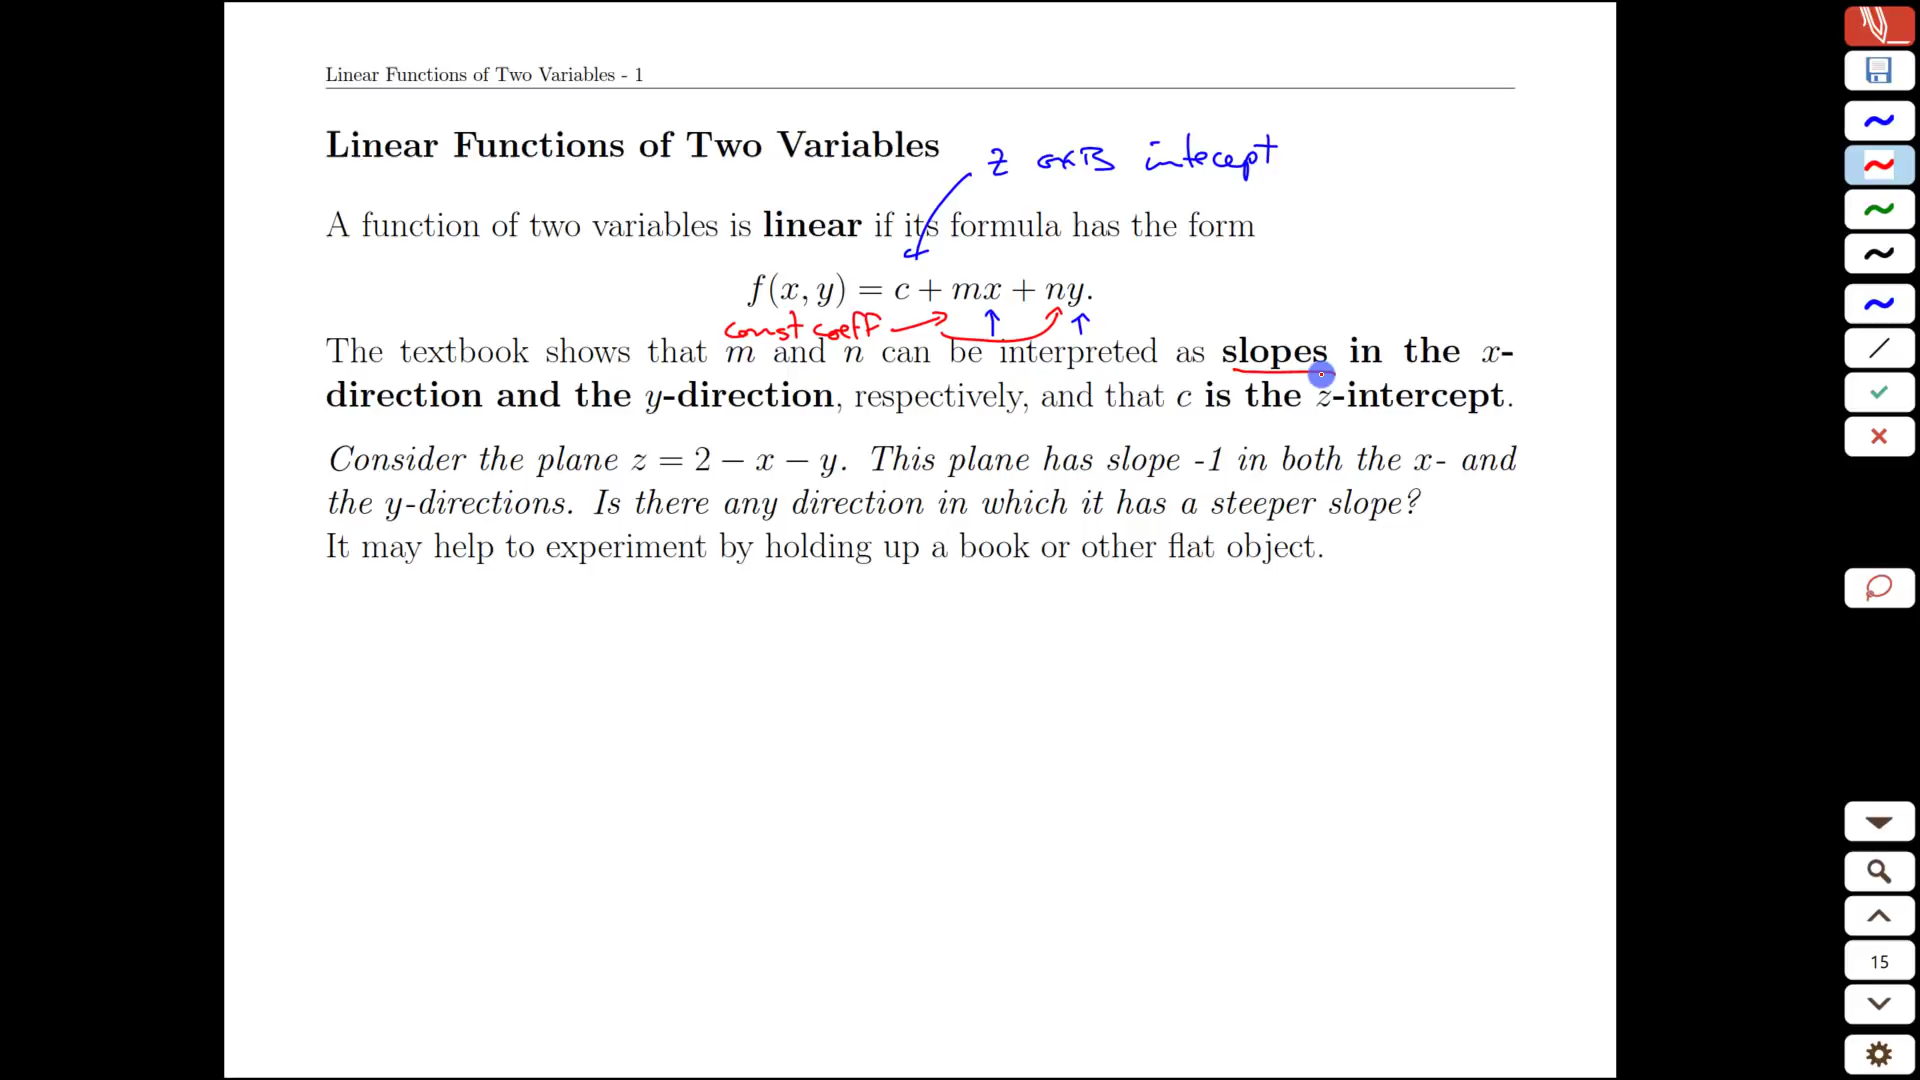 Linear Functions of Two Variables - 1
Linear Functions of Two Variables
z axis intecept
A function of two variables is linear if its formula has the form
f(x, y) = c + mx + ny.
const coeff
The textbook shows that m and n can be interpreted as slopes in the x-
direction and the y-direction, respectively, and that c is the z-intercept.
Consider the plane z = 2 − x − y. This plane has slope -1 in both the x- and
the y-directions. Is there any direction in which it has a steeper slope?
It may help to experiment by holding up a book or other flat object.
15